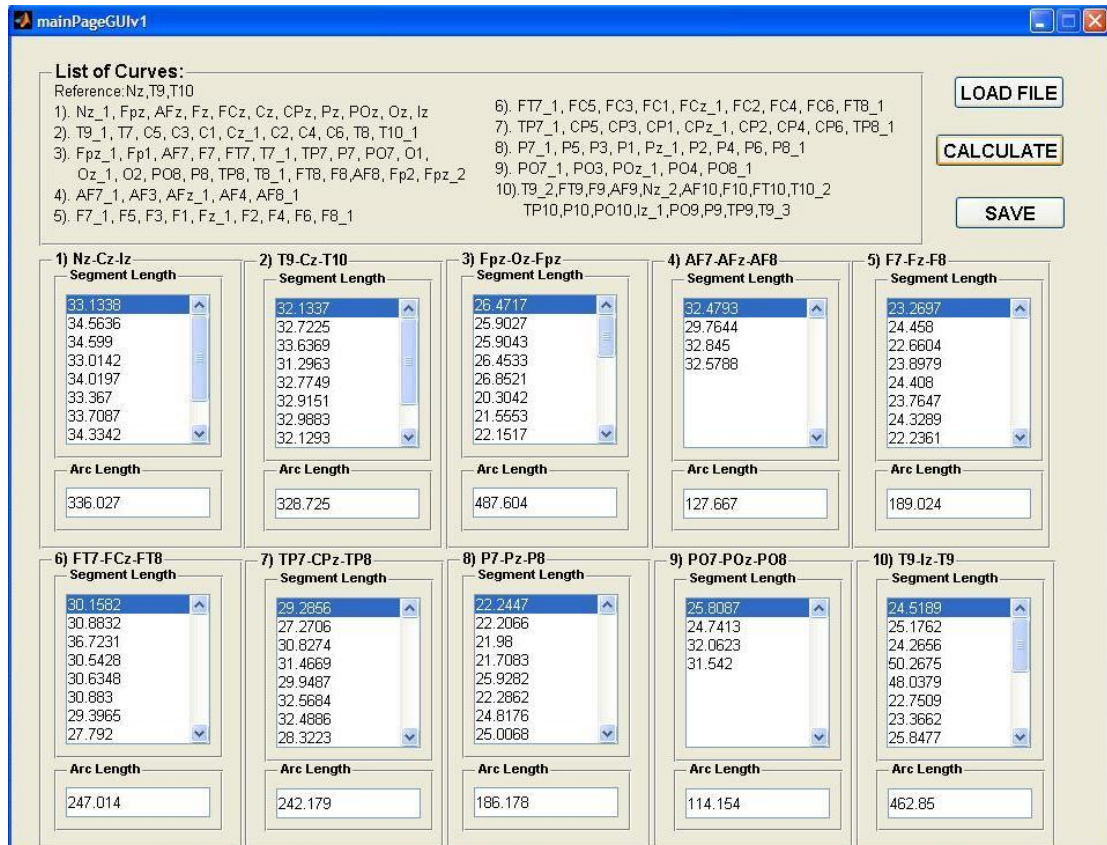 mainPageGUIv1
List of Curves:
Reference:Nz,T9,T10
1). Nz_1, Fpz, AFz, Fz, FCz, Cz, CPz, Pz, POz, Oz, Iz
2). T9_1, T7, C5, C3, C1, Cz_1, C2, C4, C6, T8, T10_1
3). Fpz_1, Fp1, AF7, F7, FT7, T7_1, TP7, P7, PO7, O1,
Oz_1, O2, PO8, P8, TP8, T8_1, FT8, F8,AF8, Fp2, Fpz_2
4). AF7_1, AF3, AFz_1, AF4, AF8_1
5). F7_1, F5, F3, F1, Fz_1, F2, F4, F6, F8_1
6). FT7_1, FC5, FC3, FC1, FCz_1, FC2, FC4, FC6, FT8_1
7). TP7_1, CP5, CP3, CP1, CPz_1, CP2, CP4, CP6, TP8_1
8). P7_1, P5, P3, P1, Pz_1, P2, P4, P6, P8_1
9). PO7_1, PO3, POz_1, PO4, PO8_1
10).T9_2,FT9,F9,AF9,Nz_2,AF10,F10,FT10,T10_2
TP10,P10,PO10,Iz_1,PO9,P9,TP9,T9_3
LOAD FILE
CALCULATE
SAVE
1) Nz-Cz-Iz
Segment Length
33.1338
34.5636
34.599
33.0142
34.0197
33.367
33.7087
34.3342
Arc Length
336.027
2) T9-Cz-T10
Segment Length
32.1337
32.7225
33.6369
31.2963
32.7749
32.9151
32.9883
32.1293
Arc Length
328.725
3) Fpz-Oz-Fpz
Segment Length
26.4717
25.9027
25.9043
26.4533
26.8521
20.3042
21.5553
22.1517
Arc Length
487.604
4) AF7-AFz-AF8
Segment Length
32.4793
29.7644
32.845
32.5788
Arc Length
127.667
5) F7-Fz-F8
Segment Length
23.2697
24.458
22.6604
23.8979
24.408
23.7647
24.3289
22.2361
Arc Length
189.024
6) FT7-FCz-FT8
Segment Length
30.1582
30.8832
36.7231
30.5428
30.6348
30.883
29.3965
27.792
Arc Length
247.014
7) TP7-CPz-TP8
Segment Length
29.2856
27.2706
30.8274
31.4669
29.9487
32.5684
32.4886
28.3223
Arc Length
242.179
8) P7-Pz-P8
Segment Length
22.2447
22.2066
21.98
21.7083
25.9282
22.2862
24.8176
25.0068
Arc Length
186.178
9) PO7-POz-PO8
Segment Length
25.8087
24.7413
32.0623
31.542
Arc Length
114.154
10) T9-Iz-T9
Segment Length
24.5189
25.1762
24.2656
50.2675
48.0379
22.7509
23.3662
25.8477
Arc Length
462.85